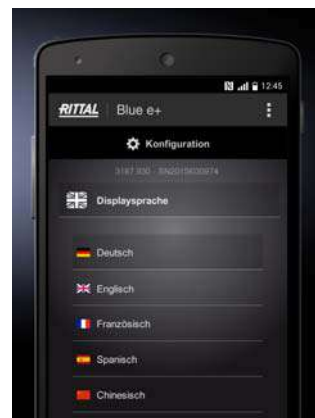 12:45
RITTAL Blue e+
Konfiguration
Displaysprache
Deutsch
Englisch
Französisch
Spanisch
Chinesisch